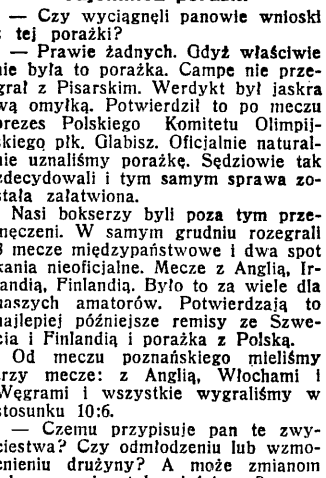 — Czy wyciągnęli panowie wnioski
z tej porażki?
— Prawie żadnych. Gdyż właściwie
nie była to porażka. Campe nie prze-
grał z Pisarskim. Werdykt był jaskra
wą omyłką. Potwierdził to po meczu
prezes Polskiego Komitetu Olimpij-
skiego płk. Glabisz. Oficjalnie natural-
nie uznaliśmy porażkę. Sędziowie tak
zdecydowali i tym samym sprawa zo-
stała załatwiona.
Nasi bokserzy byli poza tym prze-
męczeni. W samym grudniu rozegrali
3 mecze międzypaństwowe i dwa spot
kania nieoficjalne. Mecze z Anglią, Ir-
landią, Finlandią. Było to za wiele dla
naszych amatorów. Potwierdzają to
najlepiej późniejsze remisy ze Szwe-
cją i Finlandią i porażka z Polską.
Od meczu poznańskiego mieliśmy
trzy mecze: z Anglią, Włochami i
Węgrami i wszystkie wygraliśmy w
stosunku 10:6.
— Czemu przypisuje pan te zwy-
cięstwa? Czy odmłodzeniu lub wzmo-
cnieniu drużyny? A może zmianom